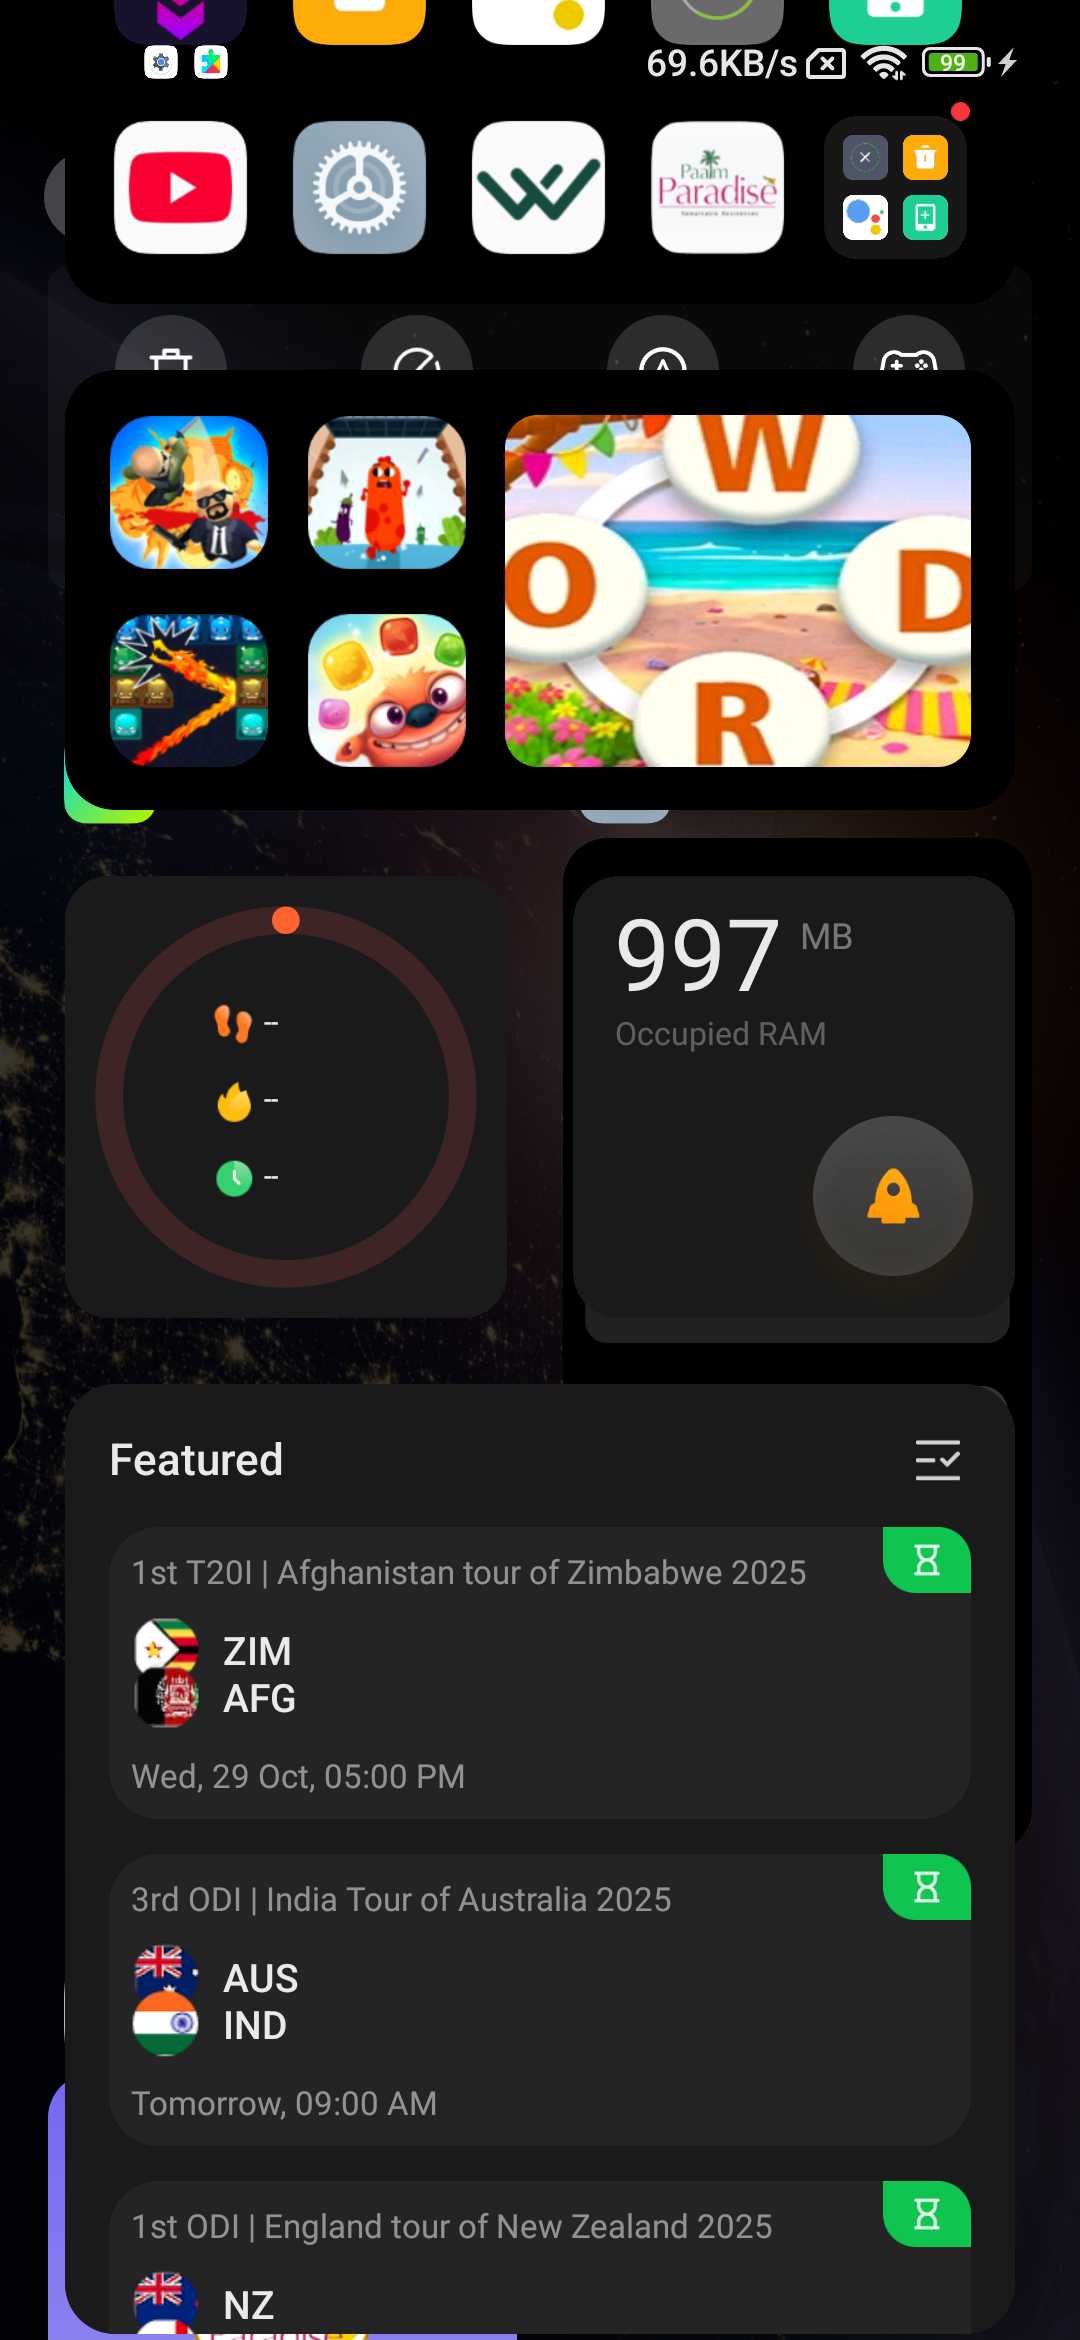 69.6KB/s
99
Paalm
Paradise
W
O
D
R
997 MB
Occupied RAM
--
--
--
Featured
1st T20I | Afghanistan tour of Zimbabwe 2025
ZIM
AFG
Wed, 29 Oct, 05:00 PM
3rd ODI | India Tour of Australia 2025
AUS
IND
Tomorrow, 09:00 AM
1st ODI | England tour of New Zealand 2025
NZ